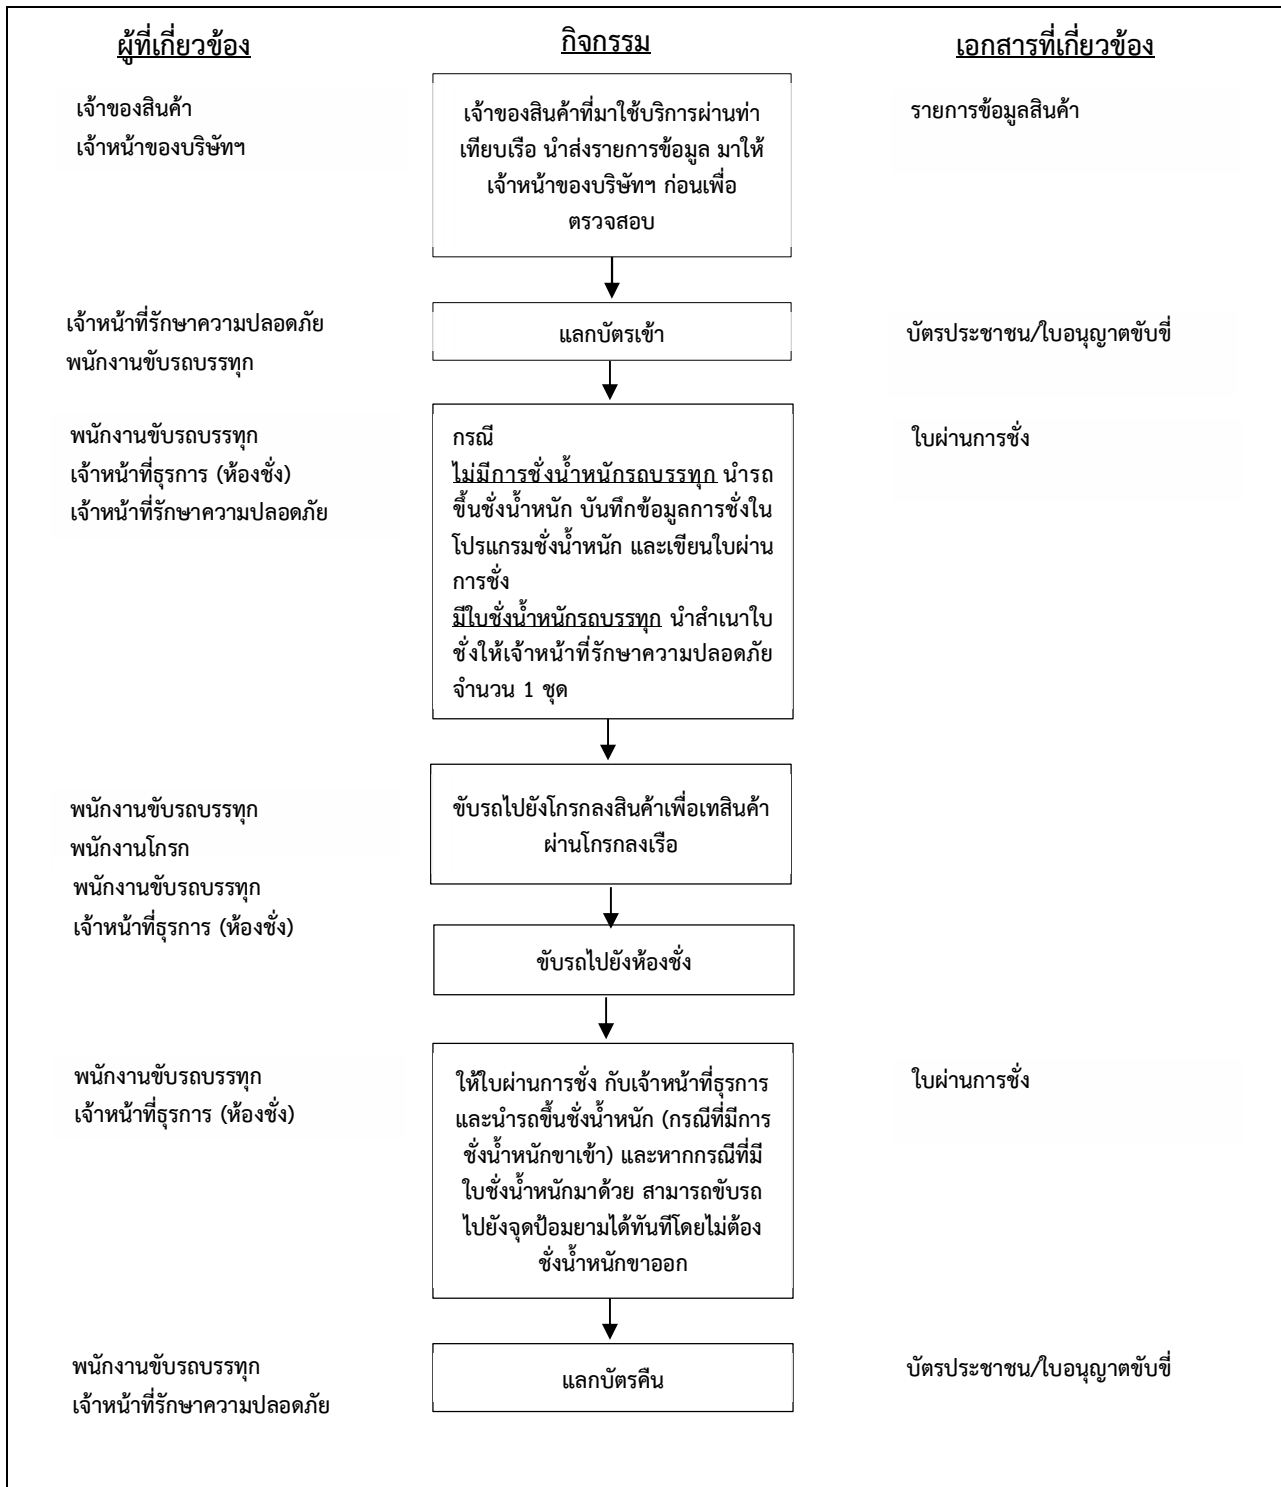 ผู้ที่เกี่ยวข้อง
กิจกรรม
เอกสารที่เกี่ยวข้อง
เจ้าของสินค้า
เจ้าหน้าของบริษัทฯ
เจ้าของสินค้าที่มาใช้บริการผ่านท่า
เทียบเรือ นำส่งรายการข้อมูล มาให้
เจ้าหน้าของบริษัทฯ ก่อนเพื่อ
ตรวจสอบ
รายการข้อมูลสินค้า
เจ้าหน้าที่รักษาความปลอดภัย
พนักงานขับรถบรรทุก
แลกบัตรเข้า
บัตรประชาชน/ใบอนุญาตขับขี่
พนักงานขับรถบรรทุก
เจ้าหน้าที่ธุรการ (ห้องชั่ง)
เจ้าหน้าที่รักษาความปลอดภัย
กรณี
ไม่มีการชั่งน้ำหนักรถบรรทุก นำรถ
ขึ้นชั่งน้ำหนัก บันทึกข้อมูลการชั่งใน
โปรแกรมชั่งน้ำหนัก และเขียนใบผ่าน
การชั่ง
มีใบชั่งน้ำหนักรถบรรทุก นำสำเนาใบ
ชั่งให้เจ้าหน้าที่รักษาความปลอดภัย
จำนวน 1 ชุด
ใบผ่านการชั่ง
พนักงานขับรถบรรทุก
พนักงานโกรก
พนักงานขับรถบรรทุก
เจ้าหน้าที่ธุรการ (ห้องชั่ง)
ขับรถไปยังโกรกลงสินค้าเพื่อเทสินค้า
ผ่านโกรกลงเรือ
ขับรถไปยังห้องชั่ง
พนักงานขับรถบรรทุก
เจ้าหน้าที่ธุรการ (ห้องชั่ง)
ให้ใบผ่านการชั่ง กับเจ้าหน้าที่ธุรการ
และนำรถขึ้นชั่งน้ำหนัก (กรณีที่มีการ
ชั่งน้ำหนักขาเข้า) และหากกรณีที่มี
ใบชั่งน้ำหนักมาด้วย สามารถขับรถ
ไปยังจุดป้อมยามได้ทันทีโดยไม่ต้อง
ชั่งน้ำหนักขาออก
ใบผ่านการชั่ง
พนักงานขับรถบรรทุก
เจ้าหน้าที่รักษาความปลอดภัย
แลกบัตรคืน
บัตรประชาชน/ใบอนุญาตขับขี่